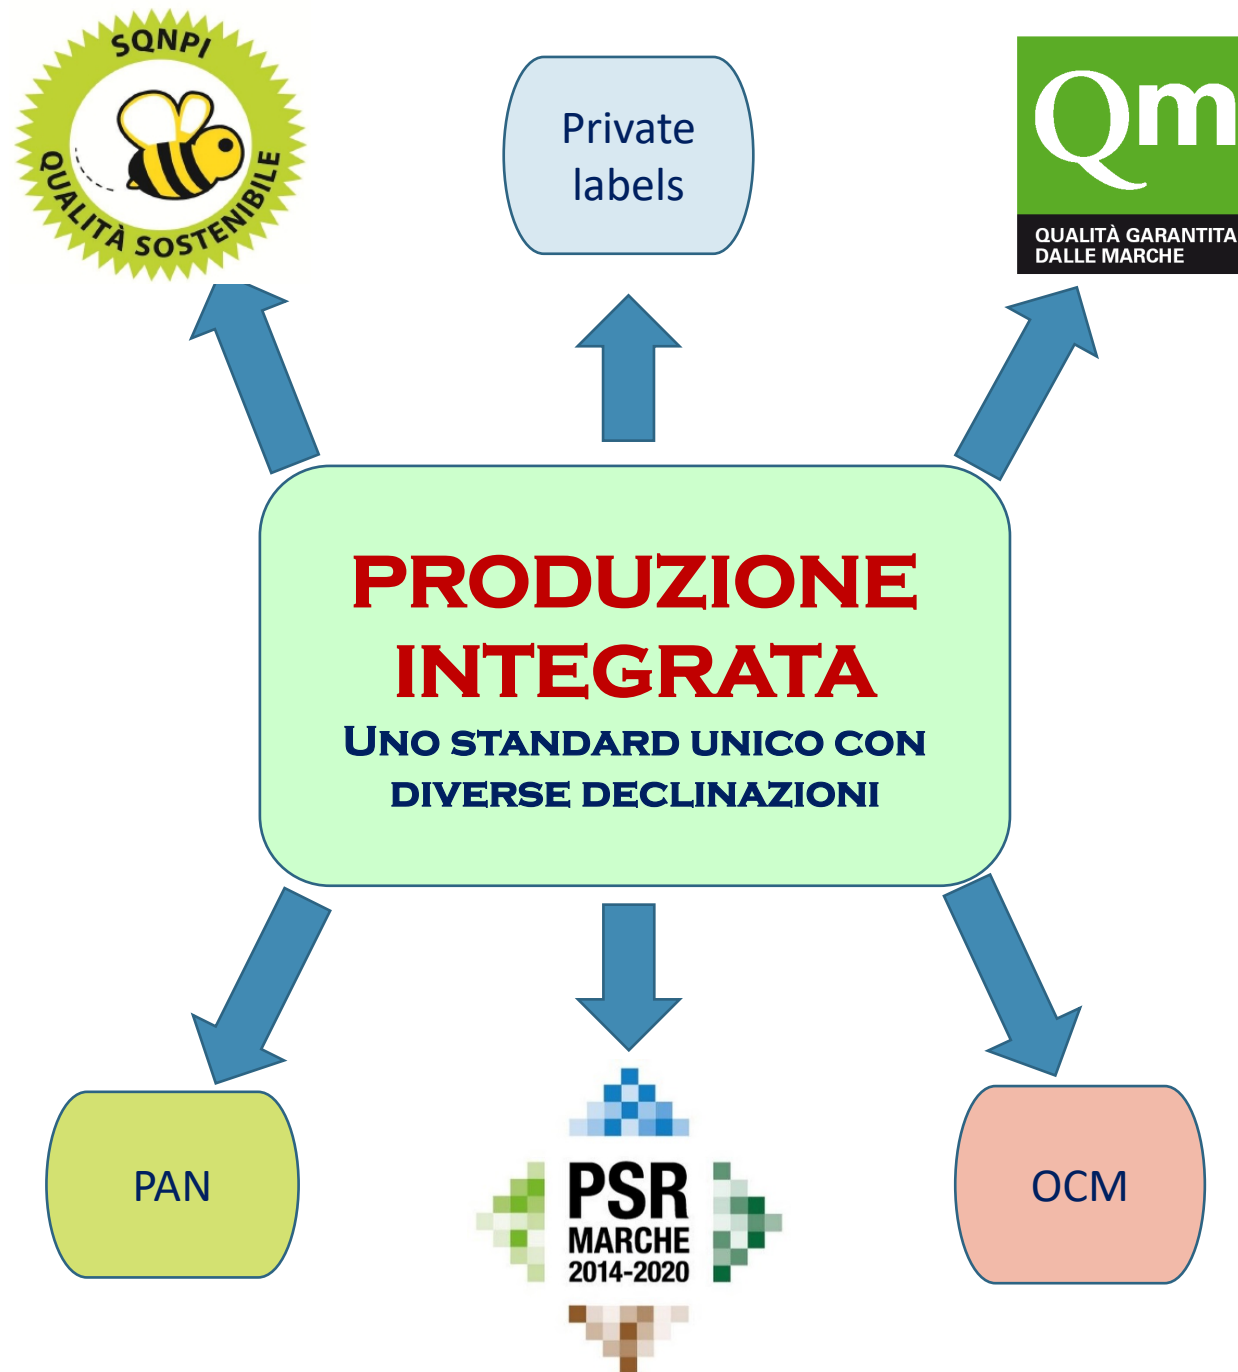 SQNPI
QUALITÀ SOSTENIBILE
Private
labels
Qm
QUALITÀ GARANTITA
DALLE MARCHE
PRODUZIONE
INTEGRATA
UNO STANDARD UNICO CON
DIVERSE DECLINAZIONI
PAN
PSR
MARCHE
2014-2020
OCM